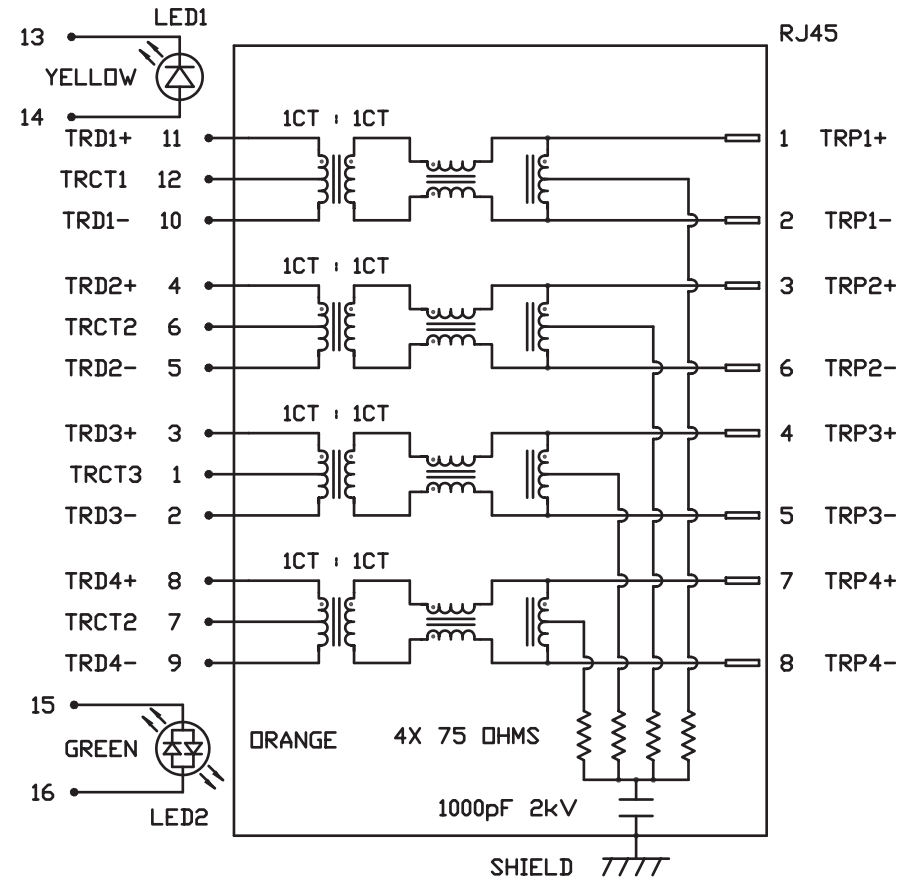 LED1
13
YELLOW
14
RJ45
1CT : 1CT
TRD1+ 11
1 TRP1+
TRCT1 12
TRD1- 10
2 TRP1-
1CT : 1CT
TRD2+ 4
3 TRP2+
TRCT2 6
TRD2- 5
6 TRP2-
1CT : 1CT
TRD3+ 3
4 TRP3+
TRCT3 1
TRD3- 2
5 TRP3-
1CT : 1CT
TRD4+ 8
7 TRP4+
TRCT2 7
TRD4- 9
8 TRP4-
15
GREEN
ORANGE
4X 75 OHMS
16
LED2
1000pF 2kV
SHIELD